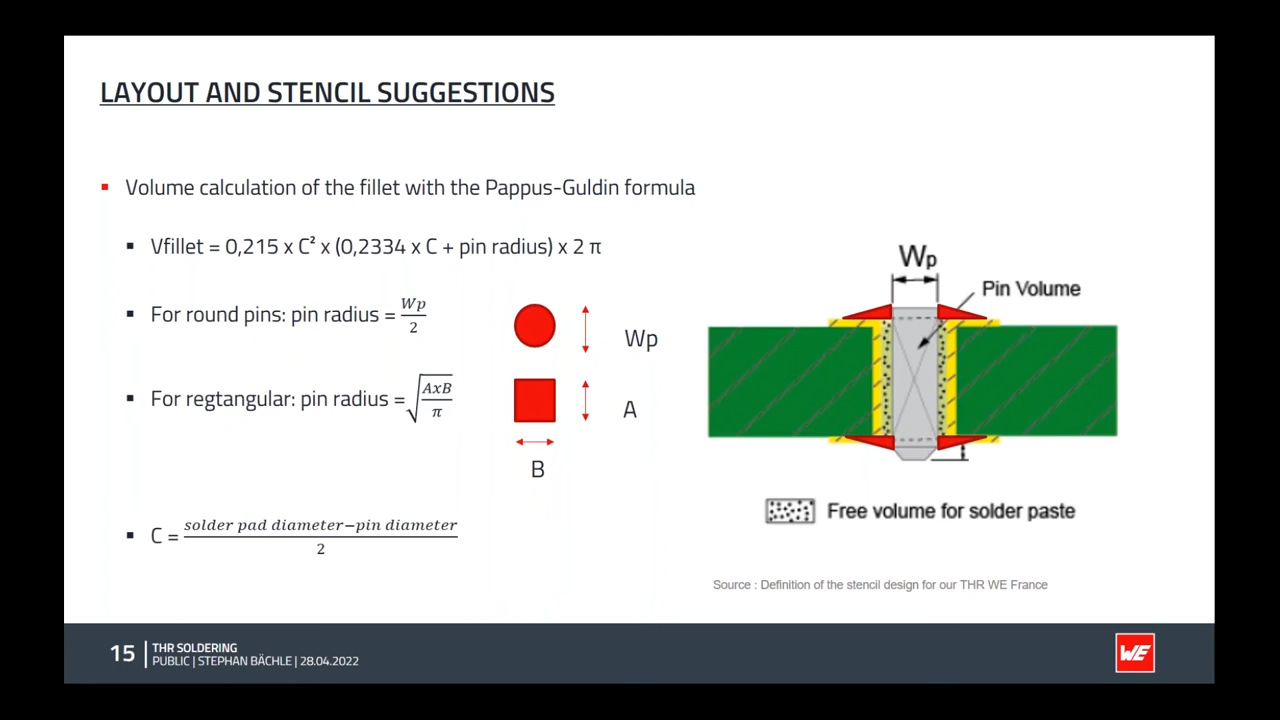 LAYOUT AND STENCIL SUGGESTIONS
Volume calculation of the fillet with the Pappus-Guldin formula
Vfillet = 0,215 x C² x (0,2334 x C + pin radius) x 2 π
For round pins: pin radius = Wp/2
Wp
For regtangular: pin radius = √(AxB/π)
A
B
C = (solder pad diameter−pin diameter)/2
Wp
Pin Volume
Free volume for solder paste
Source : Definition of the stencil design for our THR WE France
15
THR SOLDERING
PUBLIC | STEPHAN BÄCHLE | 28.04.2022
WE